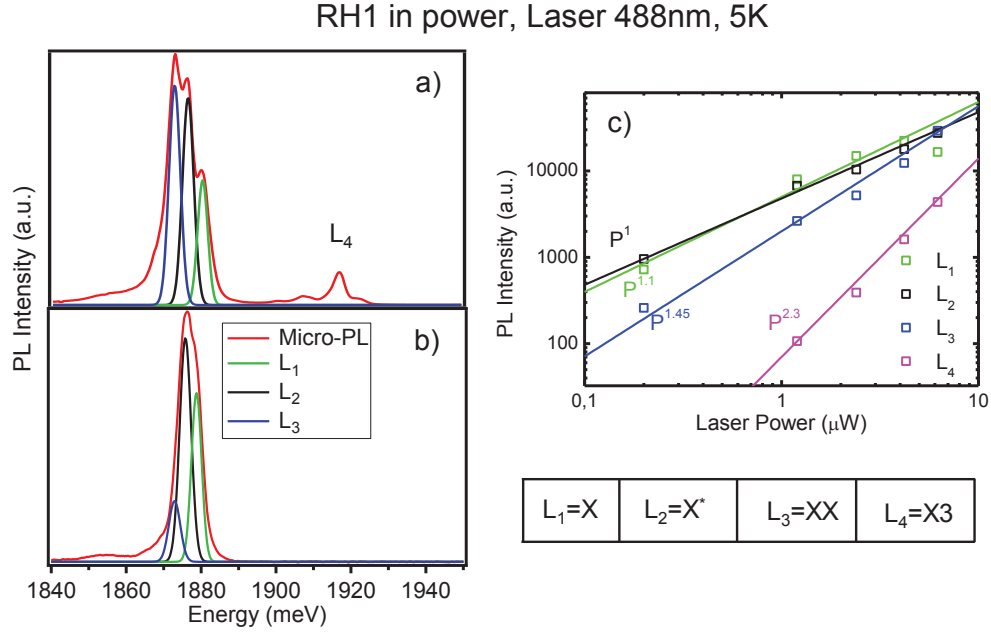 RH1 in power, Laser 488nm, 5K
a)
L₄
b)
Micro-PL
L₁
L₂
L₃
PL Intensity (a.u.)
1840 1860 1880 1900 1920 1940
Energy (meV)
c)
10000
1000
100
PL Intensity (a.u.)
P¹
P¹·¹
P¹·⁴⁵
P²·³
L₁
L₂
L₃
L₄
0,1 1 10
Laser Power (μW)
L₁=X L₂=X* L₃=XX L₄=X3